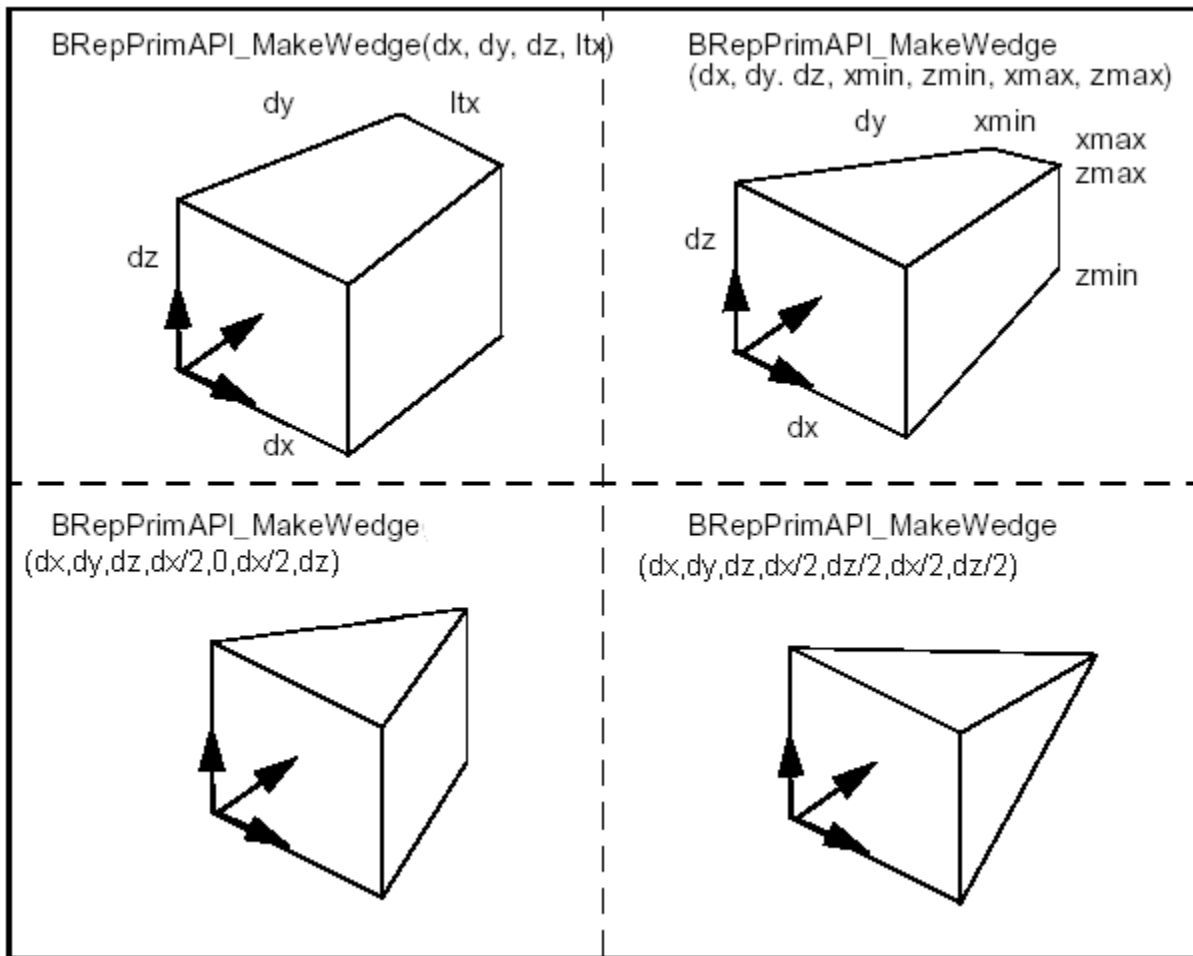 BRepPrimAPI_MakeWedge(dx, dy, dz, ltx)
dy
ltx
dz
dx
BRepPrimAPI_MakeWedge
(dx, dy. dz, xmin, zmin, xmax, zmax)
dy
xmin
xmax
zmax
dz
zmin
dx
BRepPrimAPI_MakeWedge
(dx,dy,dz,dx/2,0,dx/2,dz)
BRepPrimAPI_MakeWedge
(dx,dy,dz,dx/2,dz/2,dx/2,dz/2)